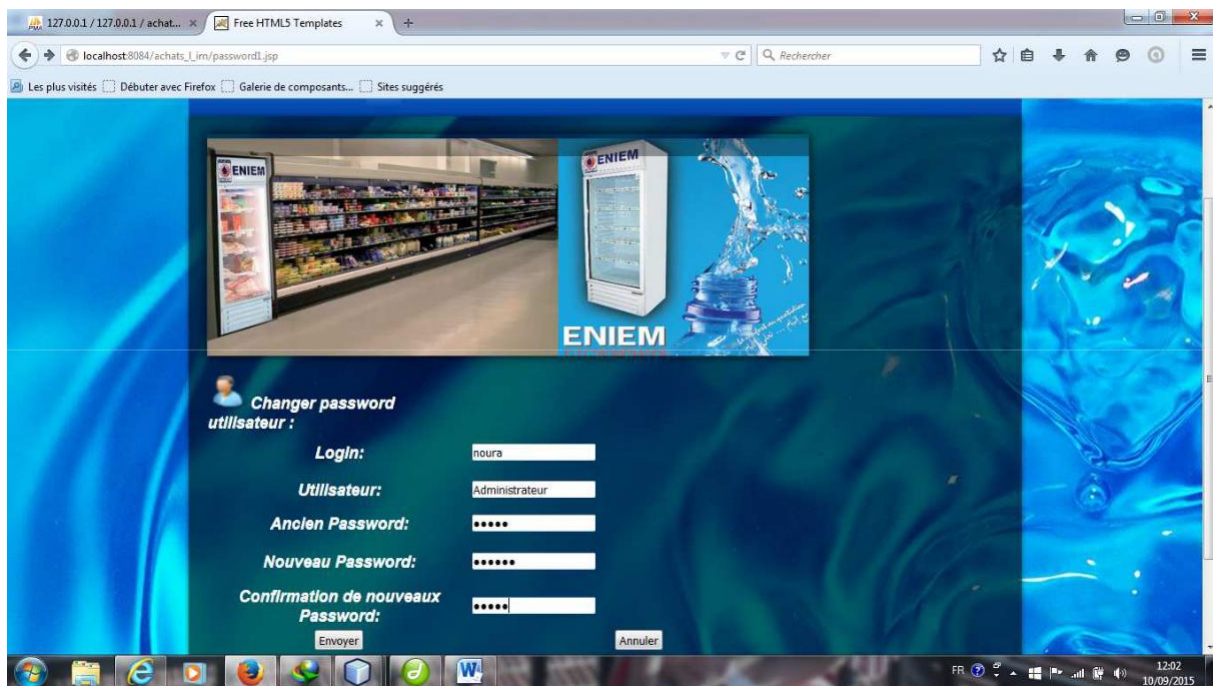 127.0.0.1 / 127.0.0.1 / achat...
Free HTML5 Templates
localhost:8084/achats_l_im/password1.jsp
Rechercher
Les plus visités
Débuter avec Firefox
Galerie de composants...
Sites suggérés
ENIEM
ENIEM
ENIEM
Changer password
utilisateur :
Login:
noura
Utilisateur:
Administrateur
Ancien Password:
Nouveau Password:
Confirmation de nouveaux
Password:
Envoyer
Annuler
FR
12:02
10/09/2015